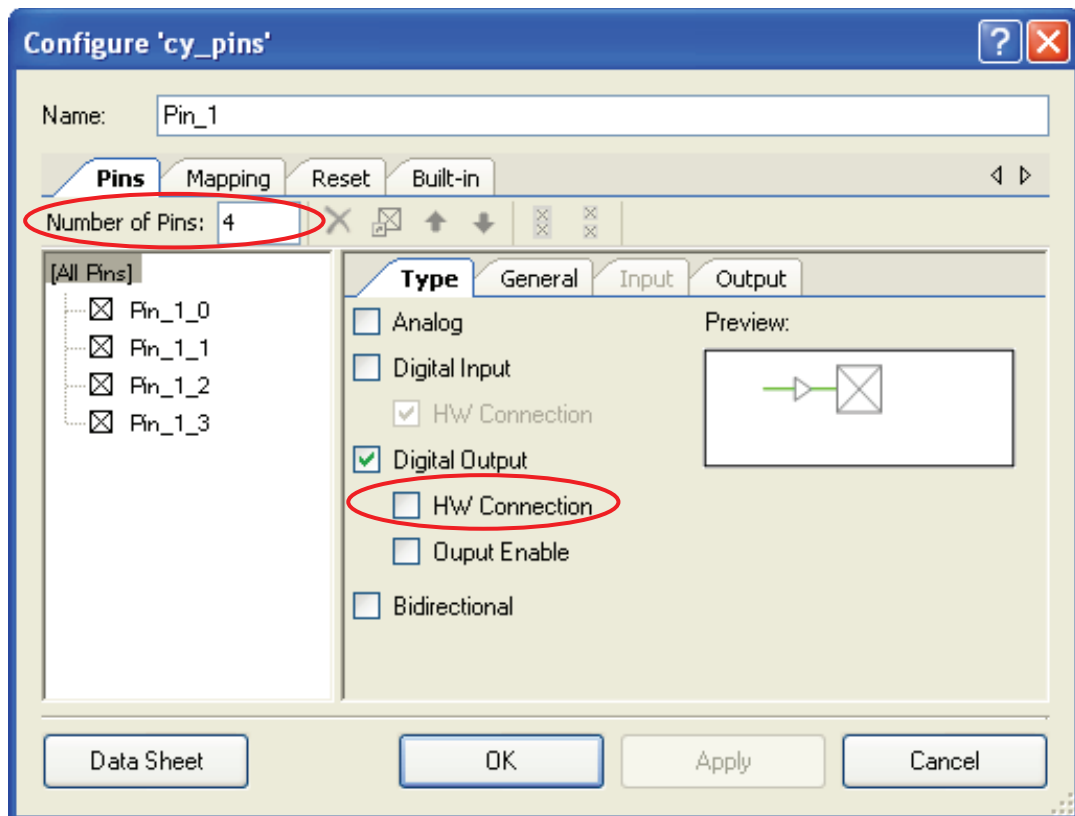 Configure 'cy_pins'
Name: Pin_1
Pins Mapping Reset Built-in
Number of Pins: 4
[All Pins]
Pin_1_0
Pin_1_1
Pin_1_2
Pin_1_3
Type General Input Output
Analog
Preview:
Digital Input
HW Connection
Digital Output
HW Connection
Ouput Enable
Bidirectional
Data Sheet OK Apply Cancel